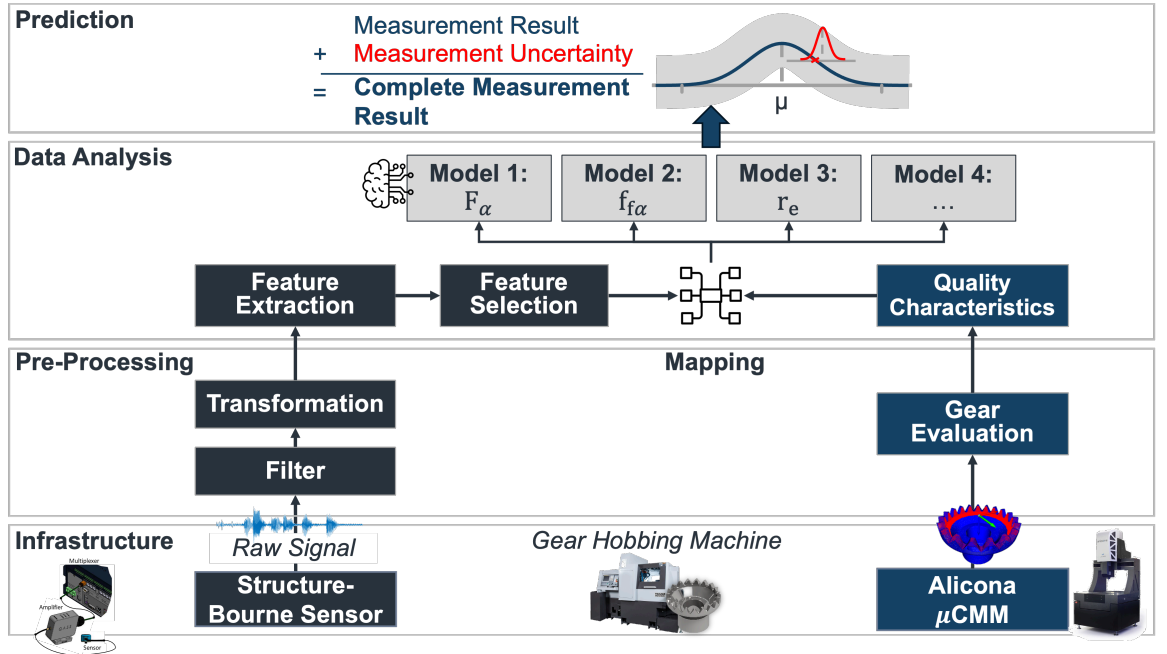 Prediction
Measurement Result
+ Measurement Uncertainty
= Complete Measurement
Result
μ
Data Analysis
Model 1:
Fα
Model 2:
ffα
Model 3:
re
Model 4:
...
Feature
Extraction
Feature
Selection
Quality
Characteristics
Pre-Processing
Mapping
Transformation
Gear
Evaluation
Filter
Infrastructure
Raw Signal
Gear Hobbing Machine
Multiplexer
Amplifier
Sensor
Structure-
Bourne Sensor
Alicona
μCMM